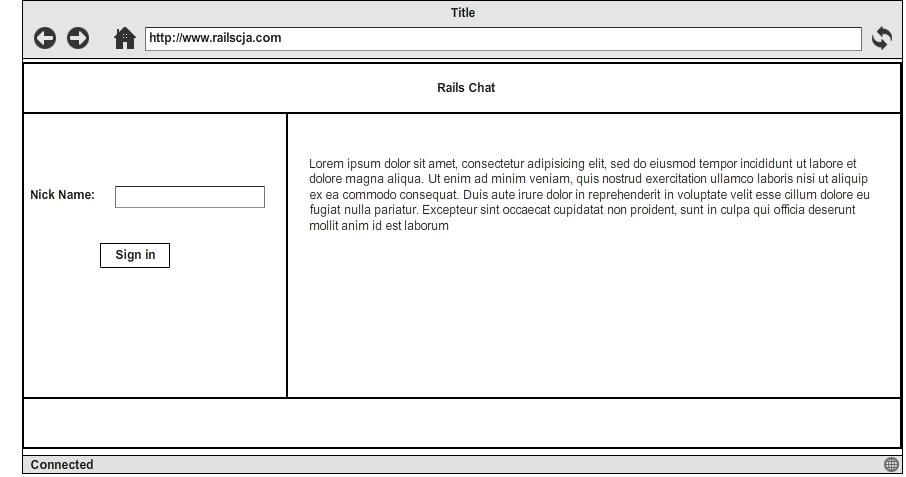 Title
http://www.railscja.com
Rails Chat
Nick Name:
Sign in
Lorem ipsum dolor sit amet, consectetur adipisicing elit, sed do eiusmod tempor incididunt ut labore et
dolore magna aliqua. Ut enim ad minim veniam, quis nostrud exercitation ullamco laboris nisi ut aliquip
ex ea commodo consequat. Duis aute irure dolor in reprehenderit in voluptate velit esse cillum dolore eu
fugiat nulla pariatur. Excepteur sint occaecat cupidatat non proident, sunt in culpa qui officia deserunt
mollit anim id est laborum
Connected